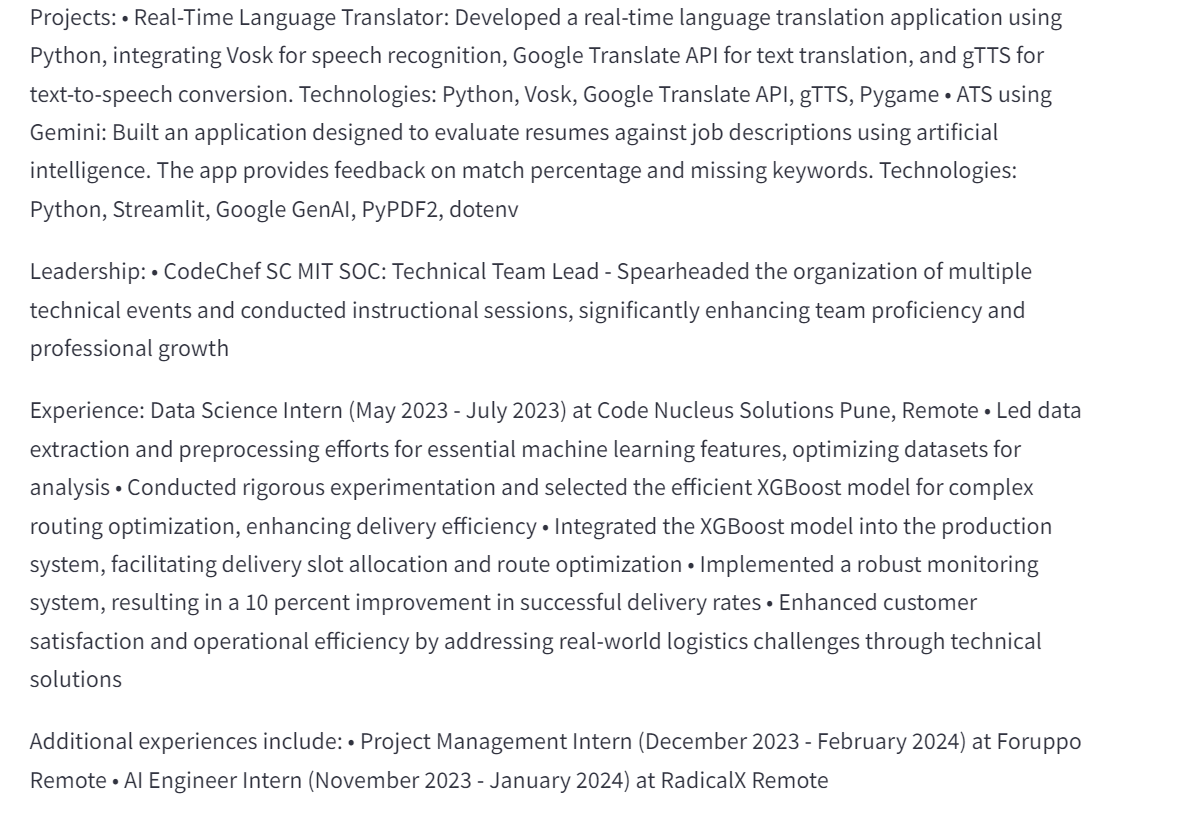 Projects: • Real-Time Language Translator: Developed a real-time language translation application using
Python, integrating Vosk for speech recognition, Google Translate API for text translation, and gTTS for
text-to-speech conversion. Technologies: Python, Vosk, Google Translate API, gTTS, Pygame • ATS using
Gemini: Built an application designed to evaluate resumes against job descriptions using artificial
intelligence. The app provides feedback on match percentage and missing keywords. Technologies:
Python, Streamlit, Google GenAI, PyPDF2, dotenv
Leadership: • CodeChef SC MIT SOC: Technical Team Lead - Spearheaded the organization of multiple
technical events and conducted instructional sessions, significantly enhancing team proficiency and
professional growth
Experience: Data Science Intern (May 2023 - July 2023) at Code Nucleus Solutions Pune, Remote • Led data
extraction and preprocessing efforts for essential machine learning features, optimizing datasets for
analysis • Conducted rigorous experimentation and selected the efficient XGBoost model for complex
routing optimization, enhancing delivery efficiency • Integrated the XGBoost model into the production
system, facilitating delivery slot allocation and route optimization • Implemented a robust monitoring
system, resulting in a 10 percent improvement in successful delivery rates • Enhanced customer
satisfaction and operational efficiency by addressing real-world logistics challenges through technical
solutions
Additional experiences include: • Project Management Intern (December 2023 - February 2024) at Foruppo
Remote • AI Engineer Intern (November 2023 - January 2024) at RadicalX Remote